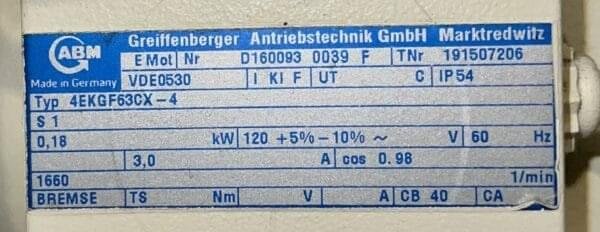 ABM
Made in Germany
Greiffenberger Antriebstechnik GmbH Marktredwitz
E Mot Nr D160093 0039 F TNr 191507206
VDE0530 I Kl F UT C IP54
Typ 4EKGF63CX-4
S 1
0,18 kW 120 +5% -10% ~ V 60 Hz
3,0 A cos 0.98
1660 1/min
BREMSE TS Nm V A CB 40 CA